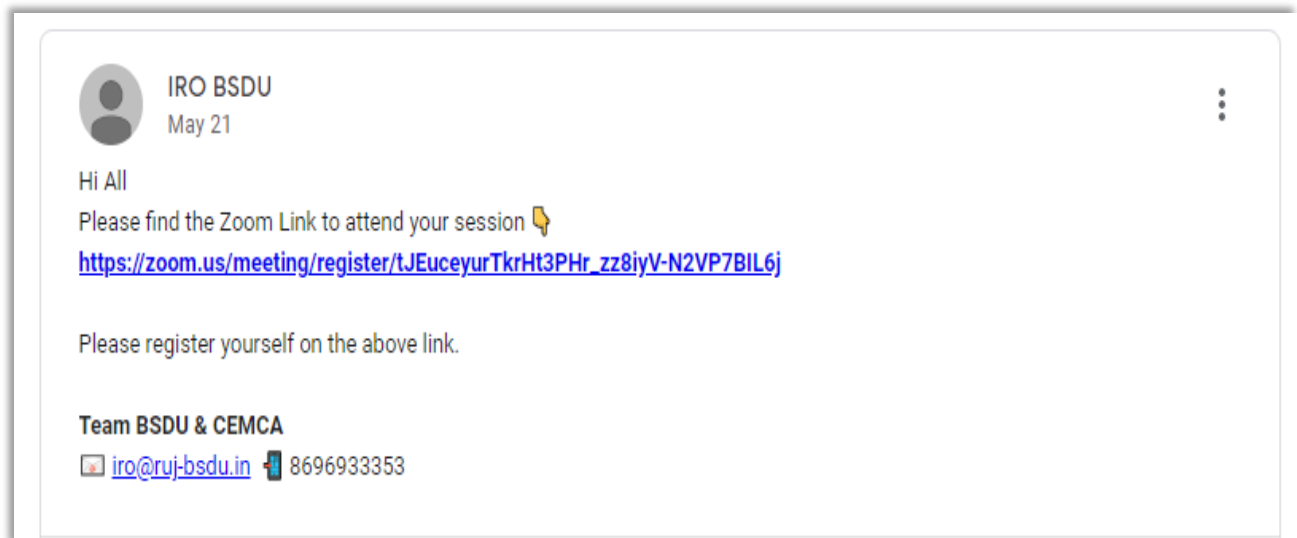 IRO BSDU
May 21
Hi All
Please find the Zoom Link to attend your session 👇
https://zoom.us/meeting/register/tJEuceyurTkrHt3PHr_zz8iyV-N2VP7BIL6j
Please register yourself on the above link.
Team BSDU & CEMCA
📧 iro@ruj-bsdu.in 📲 8696933353